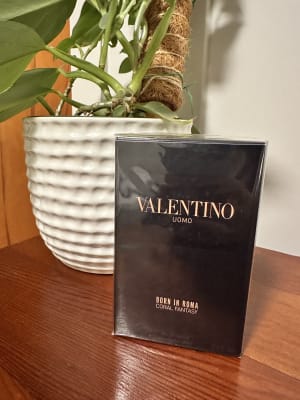 VALENTINO
UOMO
BORN IN ROMA
CORAL FANTASY